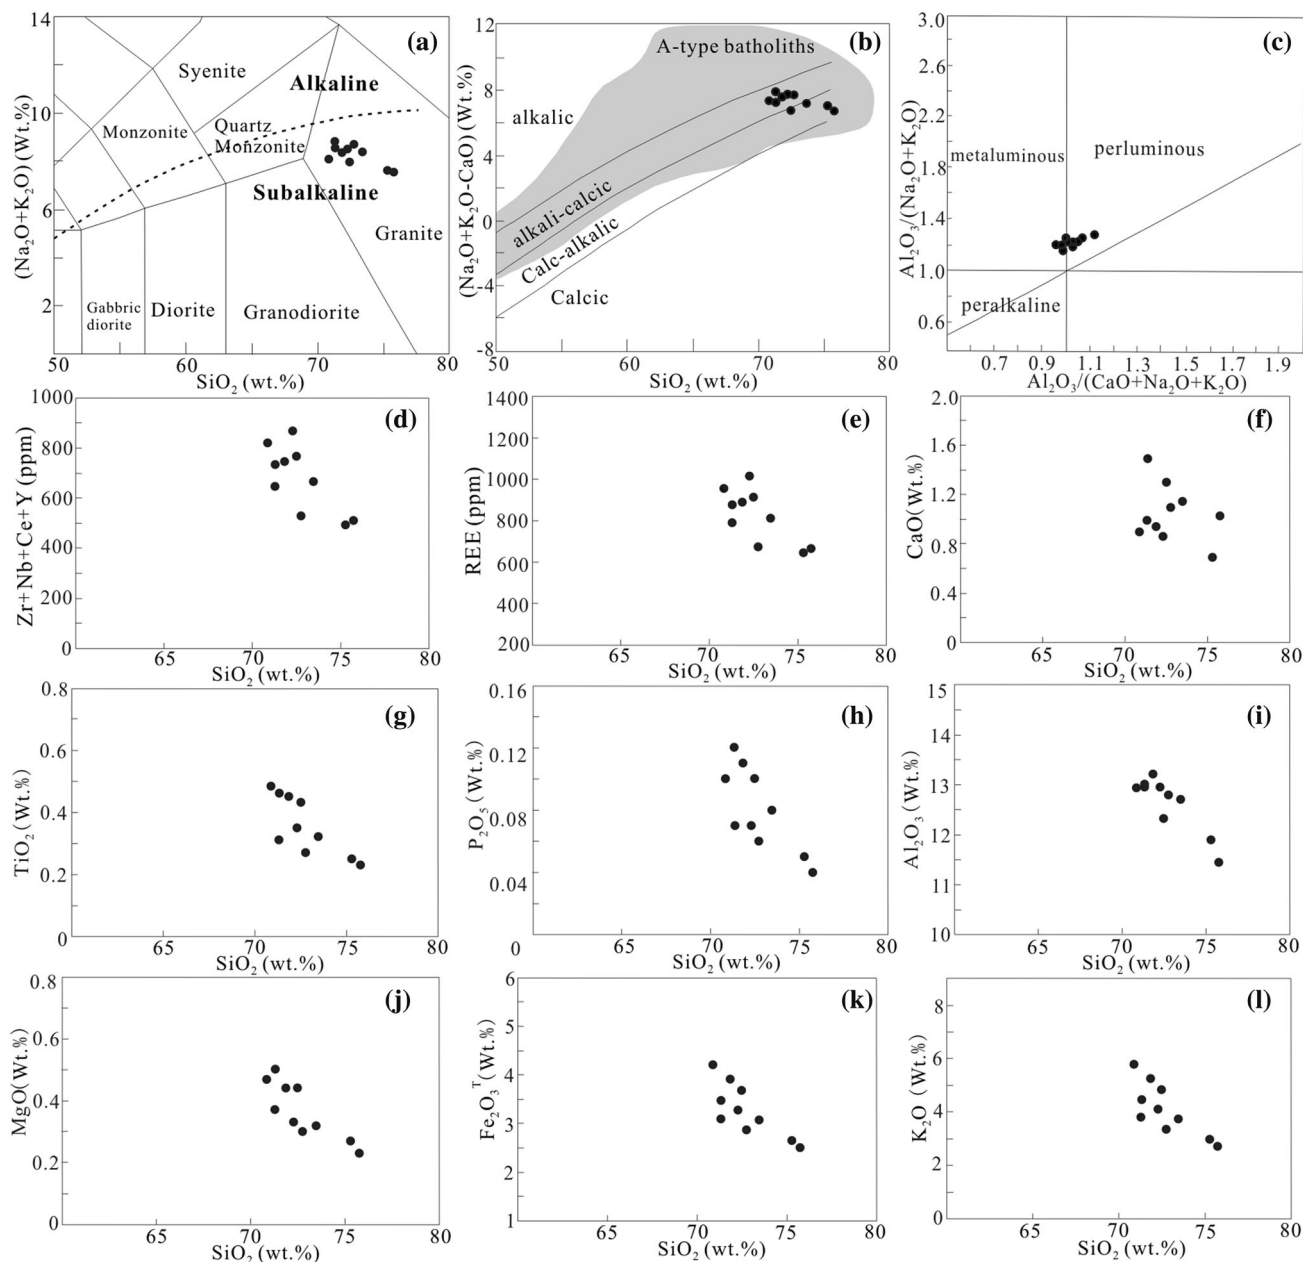 (a)
14
10
6
2
(Na₂O+K₂O) (Wt.%)
Syenite
Alkaline
Monzonite
Quartz
Monzonite
Subalkaline
Granite
Gabbric
diorite
Diorite
Granodiorite
50 60 70 80
SiO₂ (wt.%)
(b)
12
8
4
0
-4
-8
(Na₂O+K₂O-CaO) (Wt.%)
A-type batholiths
alkalic
alkali-calcic
Calc-alkalic
Calcic
50 60 70 80
SiO₂ (wt.%)
(c)
3.0
2.6
2.2
1.8
1.4
1.0
0.6
Al₂O₃/(Na₂O+K₂O)
metaluminous
perluminous
peralkaline
0.7 0.9 1.1 1.3 1.5 1.7 1.9
Al₂O₃/(CaO+Na₂O+K₂O)
(d)
1000
800
600
400
200
0
Zr+Nb+Ce+Y (ppm)
65 70 75 80
SiO₂ (wt.%)
(e)
1400
1200
1000
800
600
400
200
REE (ppm)
65 70 75 80
SiO₂ (wt.%)
(f)
2.0
1.6
1.2
0.8
0.4
0
CaO(Wt.%)
65 70 75 80
SiO₂ (wt.%)
(g)
0.8
0.6
0.4
0.2
0
TiO₂ (Wt.%)
65 70 75 80
SiO₂ (wt.%)
(h)
0.16
0.12
0.08
0.04
0
P₂O₅ (Wt.%)
65 70 75 80
SiO₂ (wt.%)
(i)
15
14
13
12
11
10
Al₂O₃ (Wt.%)
65 70 75 80
SiO₂ (wt.%)
(j)
0.8
0.6
0.4
0.2
0
MgO(Wt.%)
65 70 75 80
SiO₂ (wt.%)
(k)
6
5
4
3
2
1
Fe₂O₃ᵀ (Wt.%)
65 70 75 80
SiO₂ (wt.%)
(l)
8
6
4
2
0
K₂O (Wt.%)
65 70 75 80
SiO₂ (wt.%)